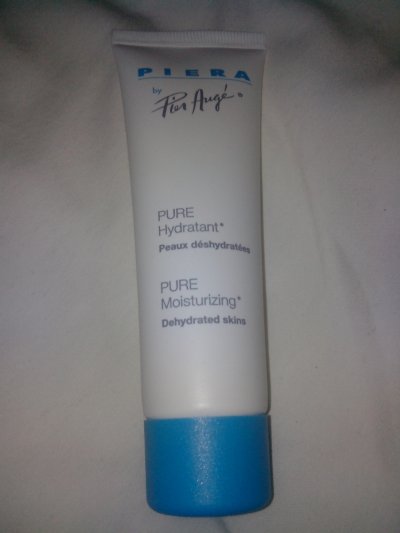 PIERA
by Pier Augé®
PURE
Hydratant*
Peaux déshydratées
PURE
Moisturizing*
Dehydrated skins